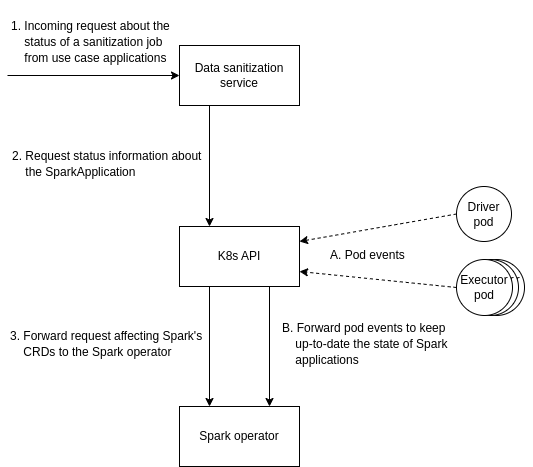 1. Incoming request about the
status of a sanitization job
from use case applications
Data sanitization
service
2. Request status information about
the SparkApplication
Driver
pod
K8s API
A. Pod events
Executor
pod
3. Forward request affecting Spark's
CRDs to the Spark operator
B. Forward pod events to keep
up-to-date the state of Spark
applications
Spark operator